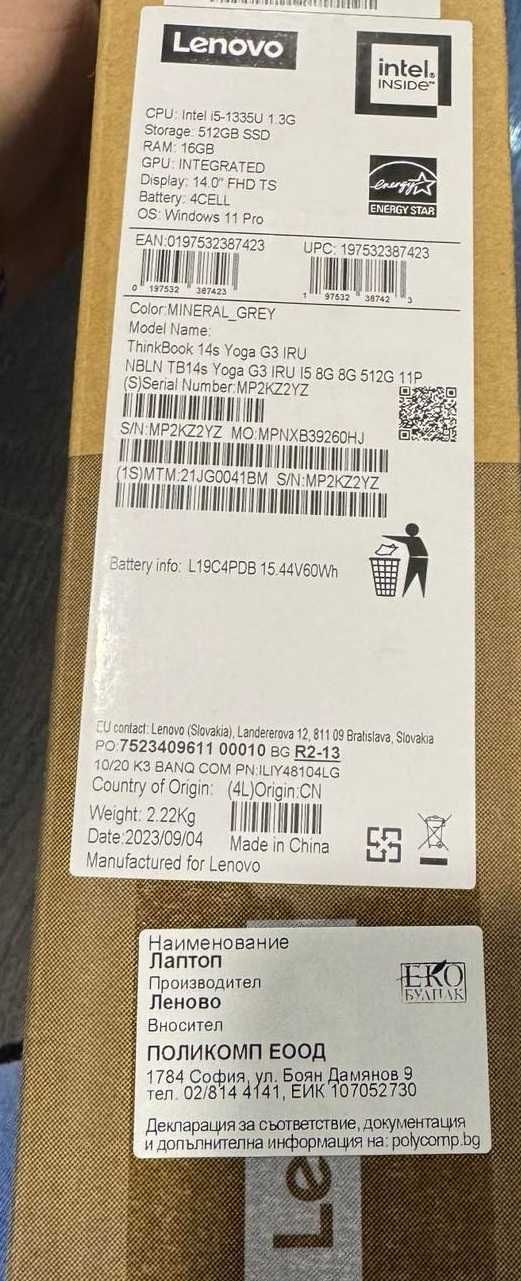 Lenovo
intel.
INSIDE™
CPU: Intel i5-1335U 1.3G
Storage: 512GB SSD
RAM: 16GB
GPU: INTEGRATED
Display: 14.0" FHD TS
Battery: 4CELL
OS: Windows 11 Pro
energy
ENERGY STAR
EAN:0197532387423
UPC: 197532387423
0 197532 387423
1 97532 38742 3
Color:MINERAL_GREY
Model Name:
ThinkBook 14s Yoga G3 IRU
NBLN TB14s Yoga G3 IRU I5 8G 8G 512G 11P
(S)Serial Number:MP2KZ2YZ
S/N:MP2KZ2YZ MO:MPNXB39260HJ
(1S)MTM:21JG0041BM S/N:MP2KZ2YZ
Battery info: L19C4PDB 15.44V60Wh
EU contact: Lenovo (Slovakia), Landererova 12, 811 09 Bratislava, Slovakia
PO:7523409611 00010 BG R2-13
10/20 K3 BANQ COM PN:ILIY48104LG
Country of Origin: (4L)Origin:CN
Weight: 2.22Kg
Date:2023/09/04 Made in China
Manufactured for Lenovo
Наименование
Лаптоп
Производител
Леново
Вносител
ПОЛИКОМП ЕООД
1784 София, ул. Боян Дамянов 9
тел. 02/814 4141, ЕИК 107052730
Декларация за съответствие, документация
и допълнителна информация на: polycomp.bg
ЕКО
БУЛПАК
Le